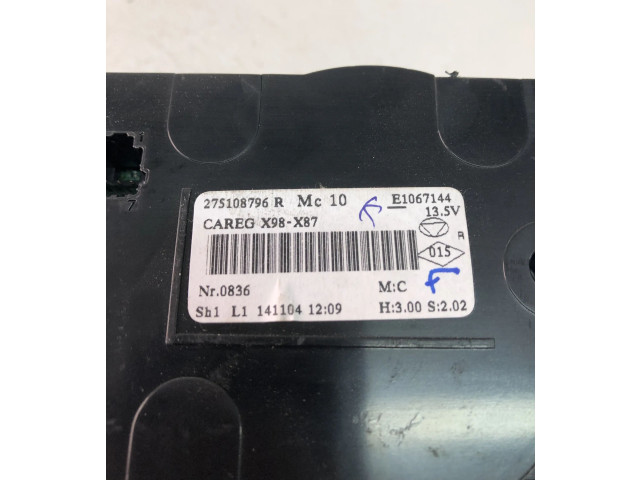 275108796 R Mc 10 E1067144
13.5V
CAREG X98-X87
R
015
Nr.0836 M:C
Sh1 L1 141104 12:09 H:3.00 S:2.02
1
7